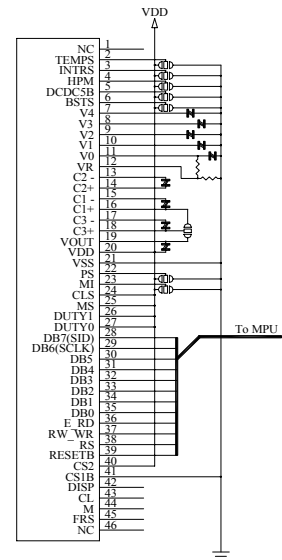 VDD
NC 1
TEMPS 2
INTRS 3
HPM 4
DCDC5B 5
BSTS 6
V4 7
V3 8
V2 9
V1 10
V0 11
VR 12
C2 - 13
C2+ 14
C1 - 15
C1+ 16
C3 - 17
C3+ 18
VOUT 19
VDD 20
VSS 21
PS 22
MI 23
CLS 24
MS 25
DUTY1 26
DUTY0 27
DB7(SID) 28
DB6(SCLK) 29
DB5 30
DB4 31
DB3 32
DB2 33
DB1 34
DB0 35
E_RD 36
RW_WR 37
RS 38
RESETB 39
CS2 40
CS1B 41
DISP 42
CL 43
M 44
FRS 45
NC 46
To MPU